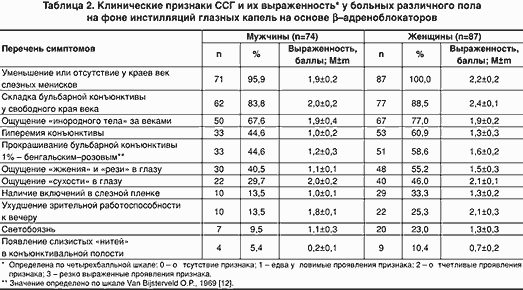 Таблица 2. Клинические признаки ССГ и их выраженность* у больных различного пола
на фоне инстилляций глазных капель на основе β–адреноблокаторов
Перечень симптомов Мужчины (n=74) Женщины (n=87)
n % Выраженность, баллы; M±m n % Выраженность, баллы; M±m
Уменьшение или отсутствие у краев век слезных менисков 71 95,9 1,9±0,2 87 100,0 2,2±0,2
Складка бульбарной конъюнктивы у свободного края века 62 83,8 2,0±0,2 77 88,5 2,4±0,1
Ощущение «инородного тела» за веками 50 67,6 1,9±0,4 67 77,0 1,9±0,2
Гиперемия конъюнктивы 33 44,6 1,0±0,2 53 60,9 1,3±0,3
Прокрашивание бульбарной конъюнктивы 1% – бенгальским–розовым** 33 44,6 1,2±0,3 51 58,6 1,6±0,2
Ощущение «жжения» и «рези» в глазу 30 40,5 1,1±0,1 48 55,2 1,5±0,3
Ощущение «сухости» в глазу 22 29,7 2,0±0,2 40 46,0 2,1±0,1
Наличие включений в слезной пленке 10 13,5 1,0±0,1 29 33,3 1,2±0,1
Ухудшение зрительной работоспособности к вечеру 10 13,5 1,8±0,1 22 25,3 2,1±0,3
Светобоязнь 7 9,5 1,1±0,3 20 23,0 1,3±0,3
Появление слизистых «нитей» в конъюнктивальной полости 4 5,4 0,2±0,1 9 10,4 0,7±0,2
* Определена по четырехбалльной шкале: 0 – о тсутствие признака; 1 – едва у ловимые проявления признака; 2 – о тчетливые проявления
признака; 3 – резко выраженные проявления признака.
** Значение определено по шкале Van Bijsterveld O.P., 1969 [12].